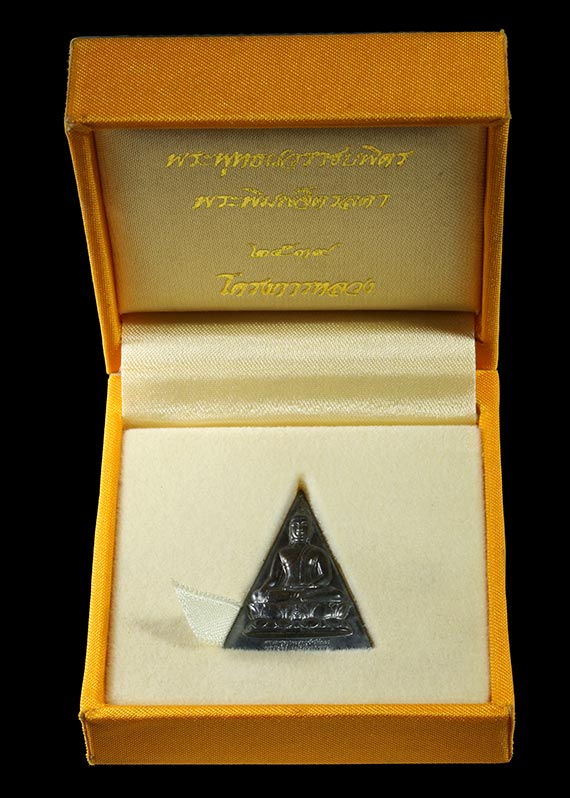 พระพุทธนวราชบพิตร
พระพิมพ์จิตรลดา
๒๕๓๙
โครงการหลวง